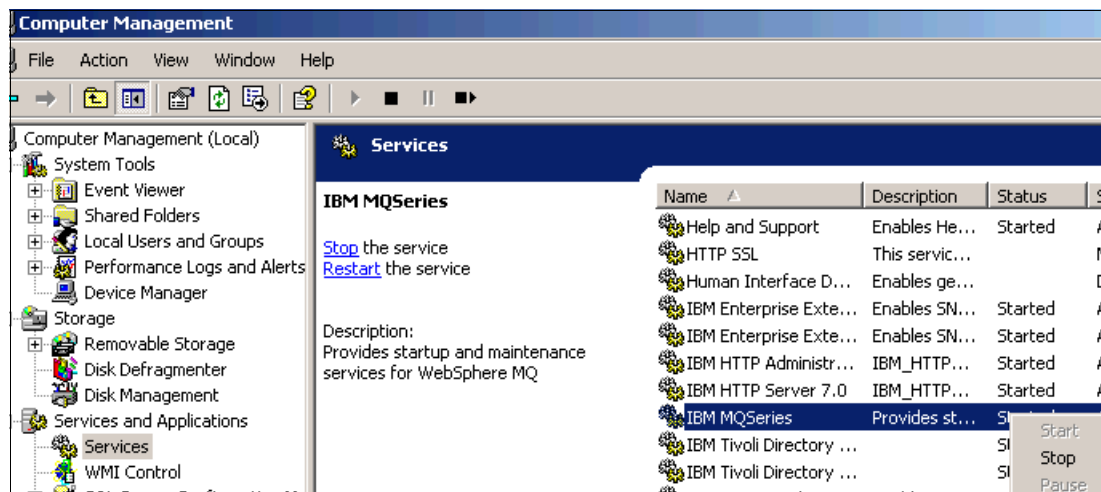 Computer Management
File Action View Window Help
Computer Management (Local)
System Tools
Event Viewer
Shared Folders
Local Users and Groups
Performance Logs and Alerts
Device Manager
Storage
Removable Storage
Disk Defragmenter
Disk Management
Services and Applications
Services
WMI Control
Services
IBM MQSeries
Stop the service
Restart the service
Description:
Provides startup and maintenance
services for WebSphere MQ
Name Description Status S
Help and Support Enables He... Started A
HTTP SSL This servic...
Human Interface D... Enables ge...
IBM Enterprise Exte... Enables SN... Started A
IBM Enterprise Exte... Enables SN... Started A
IBM HTTP Administr... IBM_HTTP... Started A
IBM HTTP Server 7.0 IBM_HTTP... Started A
IBM MQSeries Provides st...
IBM Tivoli Directory ...
IBM Tivoli Directory ...
Start
Stop
Pause